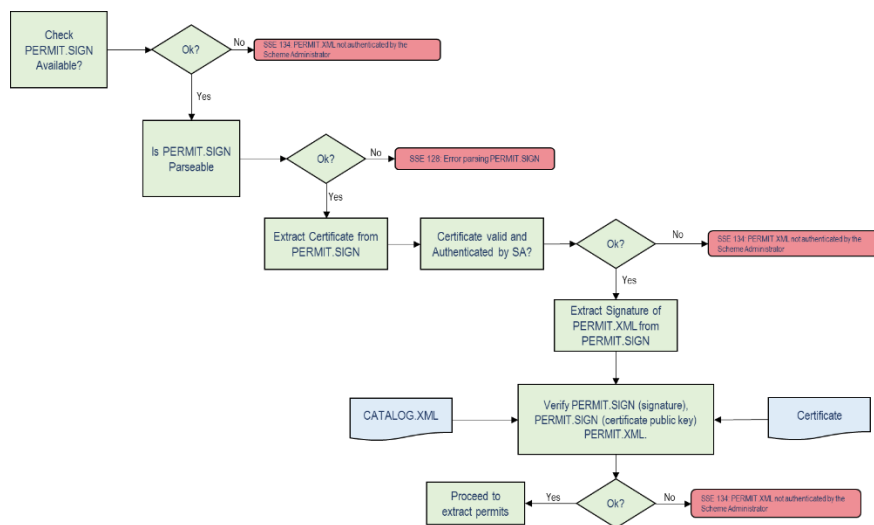 Check
PERMIT.SIGN
Available?
Ok?
No
SSE 134: PERMIT.XML not authenticated by the
Scheme Administrator
Yes
Is PERMIT.SIGN
Parseable
Ok?
No
SSE 128: Error parsing PERMIT.SIGN
Yes
Extract Certificate from
PERMIT.SIGN
Certificate valid and
Authenticated by SA?
Ok?
No
SSE 134: PERMIT.XML not authenticated by the
Scheme Administrator
Yes
Extract Signature of
PERMIT.XML from
PERMIT.SIGN
CATALOG.XML
Verify PERMIT.SIGN (signature),
PERMIT.SIGN (certificate public key)
PERMIT.XML.
Certificate
Proceed to
extract permits
Yes
Ok?
No
SSE 134: PERMIT.XML not authenticated by the
Scheme Administrator